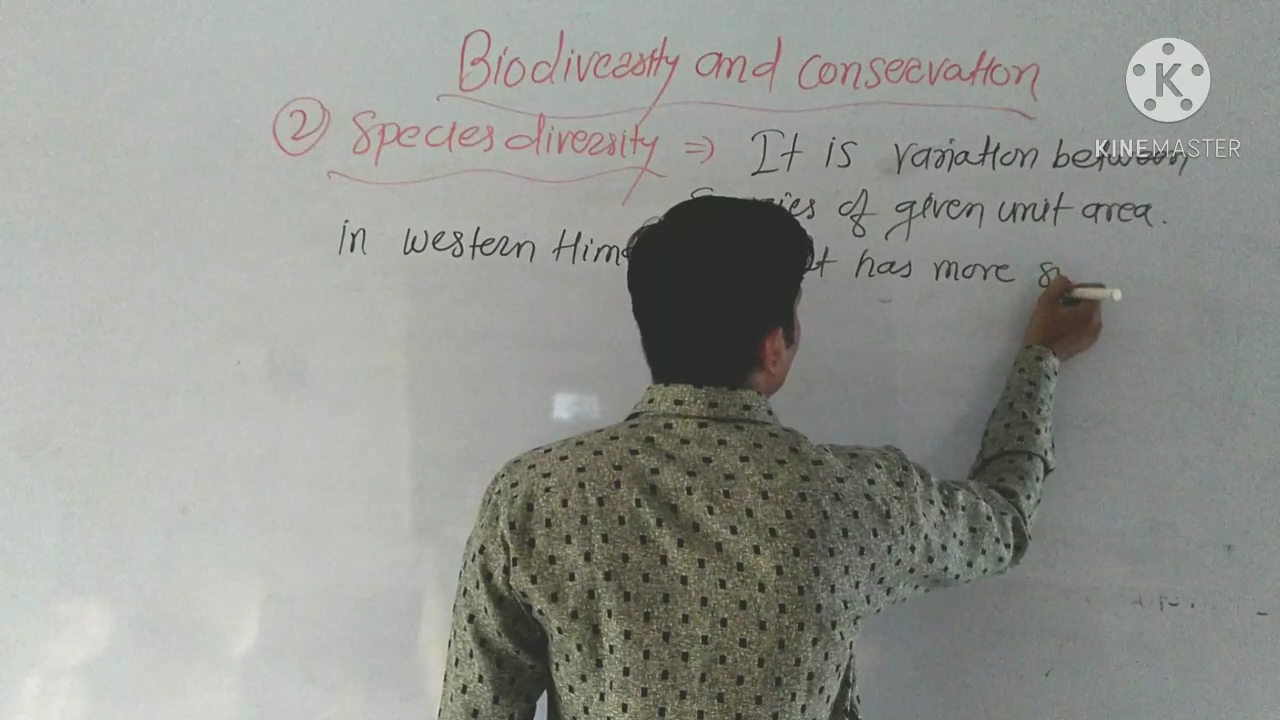 Biodiversity and conservation
② Species diversity ⇒ It is variation between
of given unit area.
in western has more
K
KINEMASTER